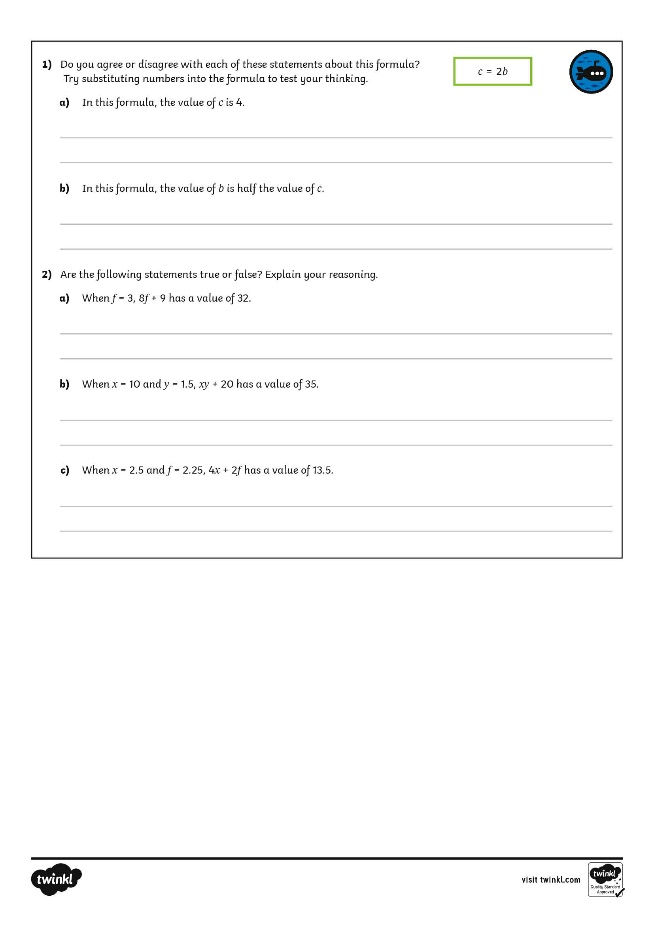 1) Do you agree or disagree with each of these statements about this formula?
Try substituting numbers into the formula to test your thinking.
c = 2b
a) In this formula, the value of c is 4.
b) In this formula, the value of b is half the value of c.
2) Are the following statements true or false? Explain your reasoning.
a) When f = 3, 8f + 9 has a value of 32.
b) When x = 10 and y = 1.5, xy + 20 has a value of 35.
c) When x = 2.5 and f = 2.25, 4x + 2f has a value of 13.5.
twinkl
visit twinkl.com
twinkl
Quality Standard
Approved